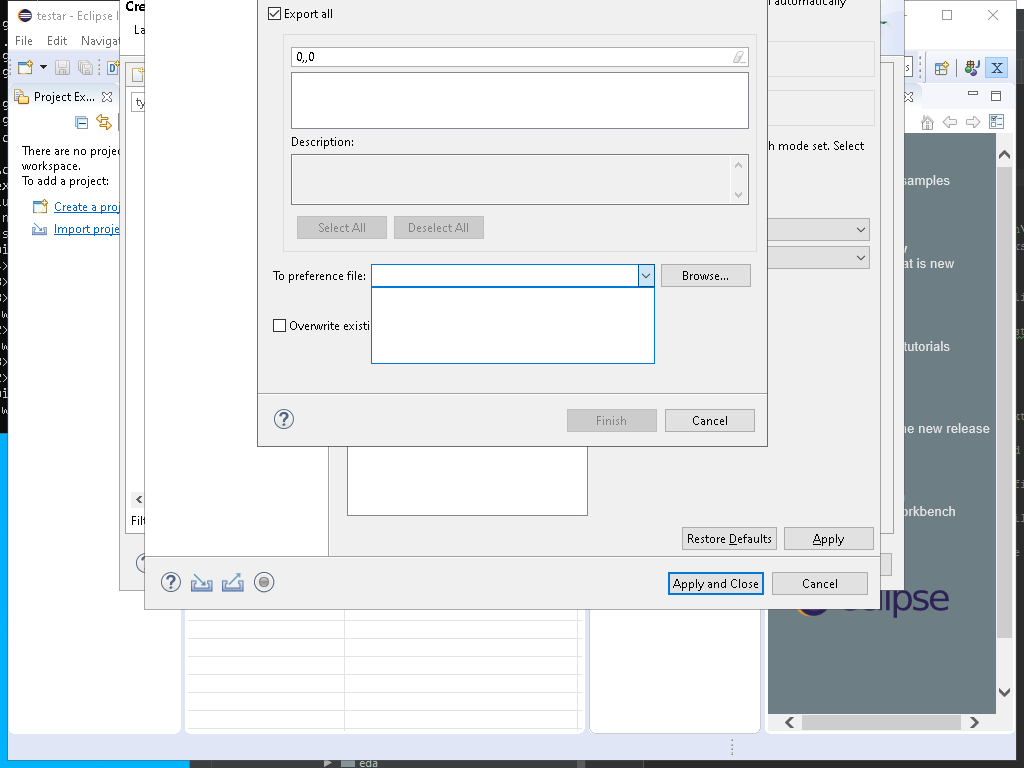 testar - Eclipse I
Cre
La
File Edit Navigat
Export all
automatically
0,,0
Project Ex...
Description:
h mode set. Select
There are no proje
workspace.
To add a project:
Create a proj
Import proje
samples
Select All Deselect All
at is new
To preference file: Browse...
Overwrite existi
tutorials
Finish Cancel
ne new release
orkbench
Filt
Restore Defaults Apply
Apply and Close Cancel
eclipse
eda